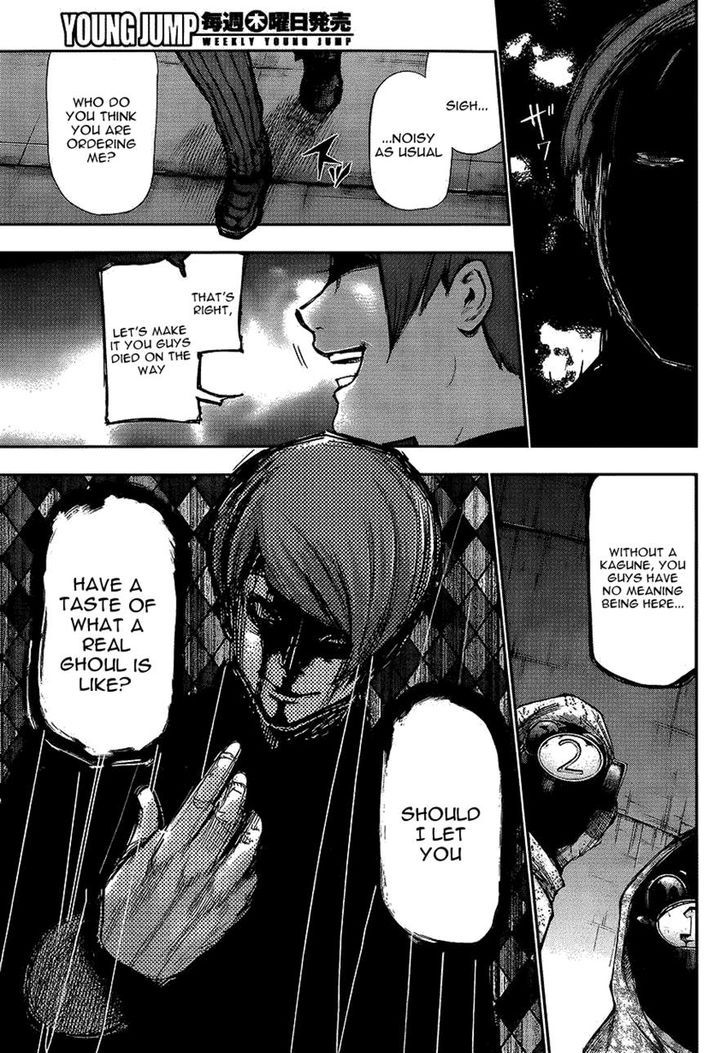 YOUNG JUMP 毎週木曜日発売
WEEKLY YOUNG JUMP
ザッ
SIGH...
...NOISY
AS USUAL
WHO DO
YOU THINK
YOU ARE
ORDERING
ME?
THAT'S
RIGHT,
LET'S MAKE
IT YOU GUYS
DIED ON THE
WAY
WITHOUT A
KAGUNE, YOU
GUYS HAVE
NO MEANING
BEING HERE...
2
1
SHOULD
I LET
YOU
HAVE A
TASTE OF
WHAT A
REAL
GHOUL IS
LIKE?